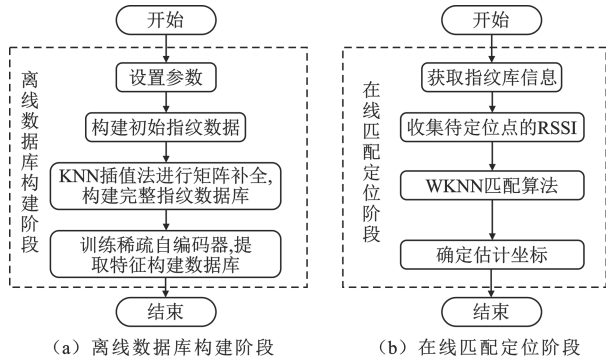 开始
离线数据库构建阶段
设置参数
构建初始指纹数据
KNN插值法进行矩阵补全,
构建完整指纹数据库
训练稀疏自编码器,提
取特征构建数据库
结束
(a) 离线数据库构建阶段
开始
在线匹配定位阶段
获取指纹库信息
收集待定位点的RSSI
WKNN匹配算法
确定估计坐标
结束
(b) 在线匹配定位阶段